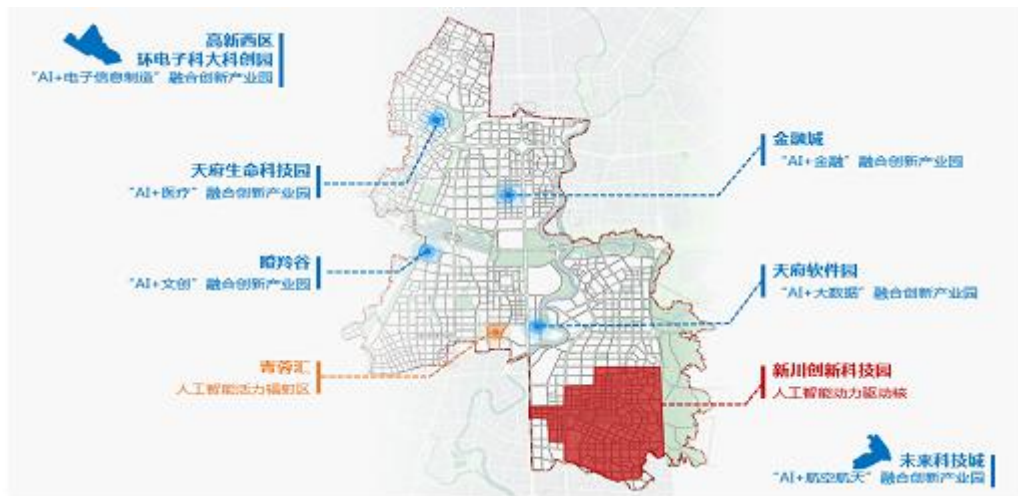 高新西区
环电子科大科创园
“AI+电子信息制造”融合创新产业园
天府生命科技园
“AI+医疗”融合创新产业园
瞪羚谷
“AI+文创”融合创新产业园
菁蓉汇
人工智能活力辐射区
金融城
“AI+金融”融合创新产业园
天府软件园
“AI+大数据”融合创新产业园
新川创新科技园
人工智能动力驱动核
未来科技城
“AI+航空航天”融合创新产业园